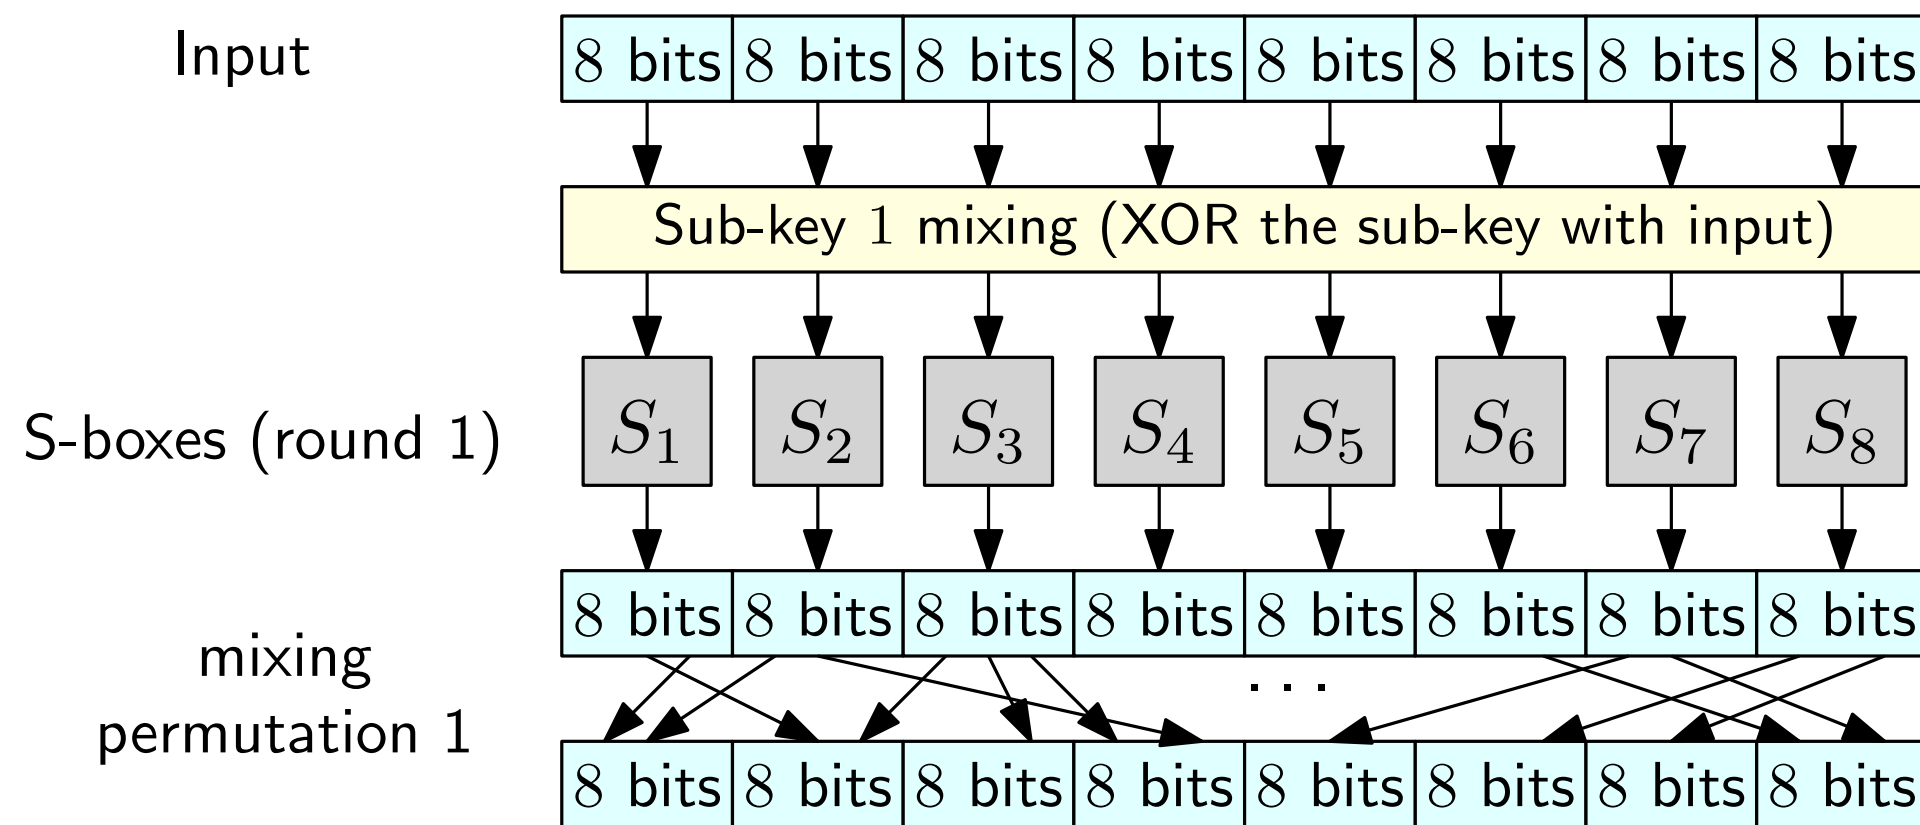 Input 8 bits 8 bits 8 bits 8 bits 8 bits 8 bits 8 bits 8 bits
Sub-key 1 mixing (XOR the sub-key with input)
S-boxes (round 1) S₁ S₂ S₃ S₄ S₅ S₆ S₇ S₈
8 bits 8 bits 8 bits 8 bits 8 bits 8 bits 8 bits 8 bits
mixing
. . .
permutation 1
8 bits 8 bits 8 bits 8 bits 8 bits 8 bits 8 bits 8 bits